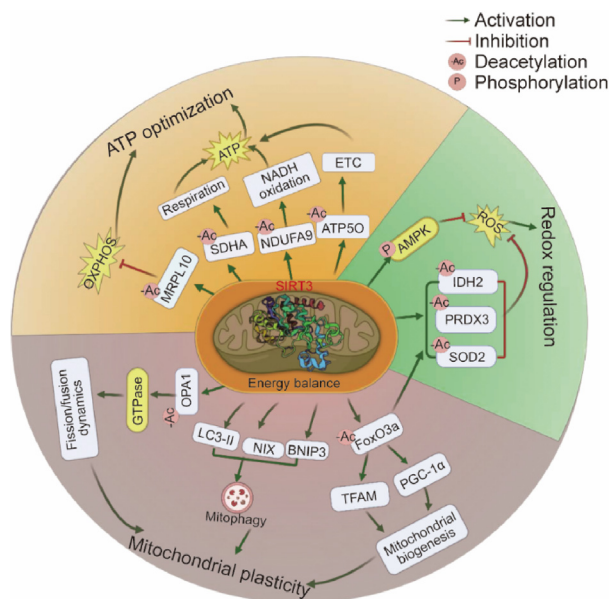 Activation
Inhibition
-Ac Deacetylation
P Phosphorylation
ATP optimization
ATP
NADH
oxidation
ETC
Respiration
-Ac
SDHA
-Ac
NDUFA9
-Ac
ATP5O
OXPHOS
-Ac
MRPL10
P
AMPK
ROS
Redox regulation
-Ac
IDH2
-Ac
PRDX3
-Ac
SOD2
SIRT3
Energy balance
Fission/fusion
dynamics
GTPase
OPA1
-Ac
LC3-II
NIX
BNIP3
-Ac
FoxO3a
Mitophagy
TFAM
PGC-1α
Mitochondrial
biogenesis
Mitochondrial plasticity